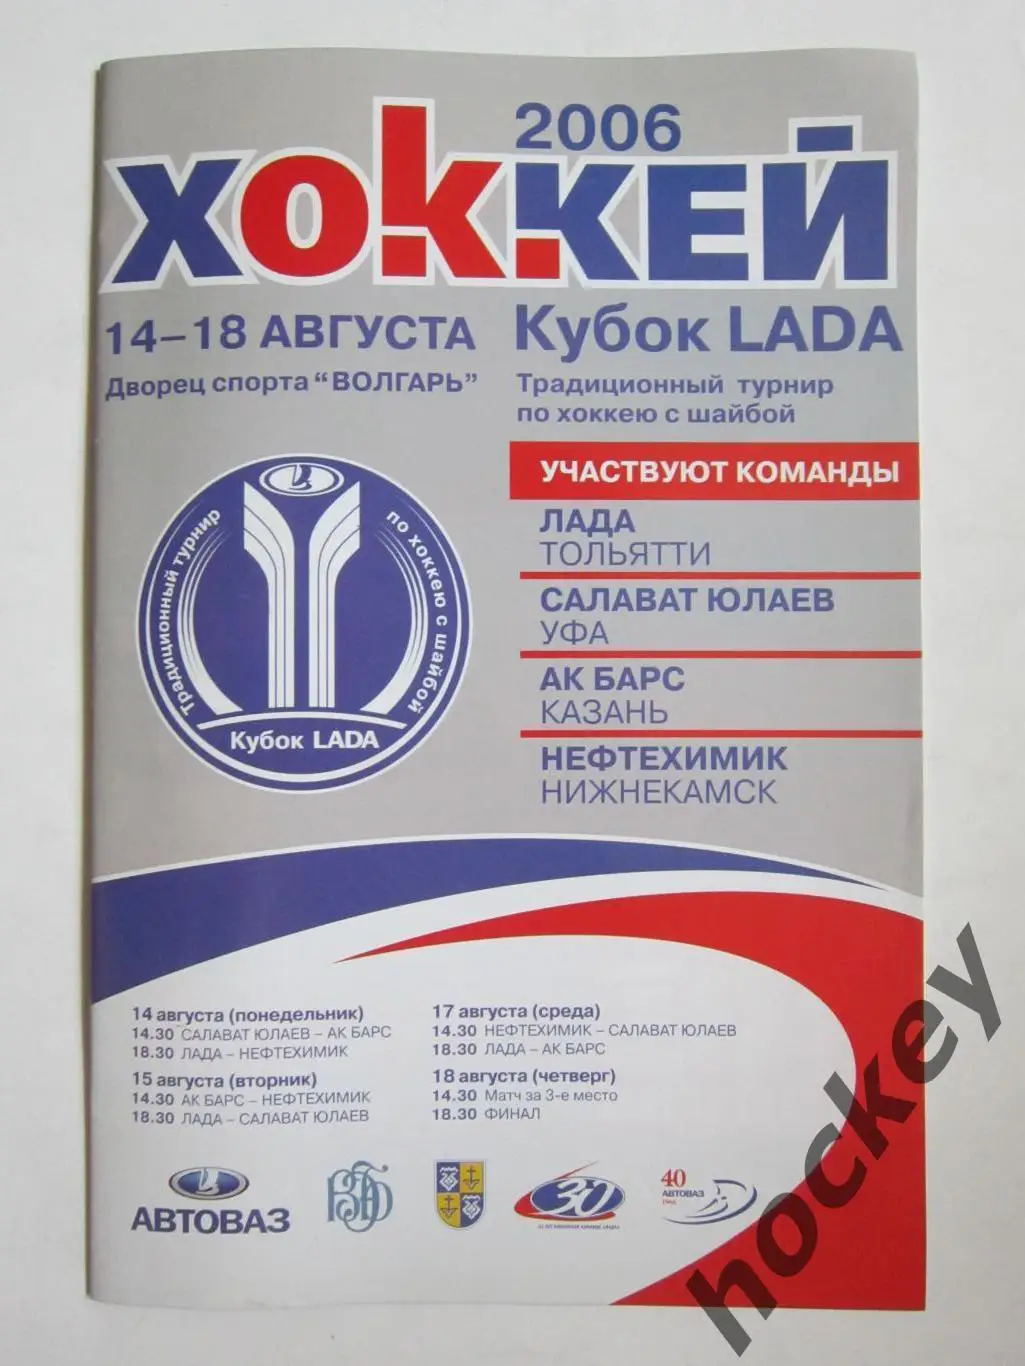 2006
ХОККЕЙ
14–18 АВГУСТА
Дворец спорта "ВОЛГАРЬ"
Кубок LADA
Традиционный турнир
по хоккею с шайбой
УЧАСТВУЮТ КОМАНДЫ
ЛАДА
ТОЛЬЯТТИ
САЛАВАТ ЮЛАЕВ
УФА
АК БАРС
КАЗАНЬ
НЕФТЕХИМИК
НИЖНЕКАМСК
Традиционный турнир по хоккею с шайбой
Кубок LADA
14 августа (понедельник)
14.30 САЛАВАТ ЮЛАЕВ – АК БАРС
18.30 ЛАДА – НЕФТЕХИМИК
15 августа (вторник)
14.30 АК БАРС – НЕФТЕХИМИК
18.30 ЛАДА – САЛАВАТ ЮЛАЕВ
17 августа (среда)
14.30 НЕФТЕХИМИК – САЛАВАТ ЮЛАЕВ
18.30 ЛАДА – АК БАРС
18 августа (четверг)
14.30 Матч за 3-е место
18.30 ФИНАЛ
АВТОВАЗ
30
40
АВТОВАЗ
1966
hockey